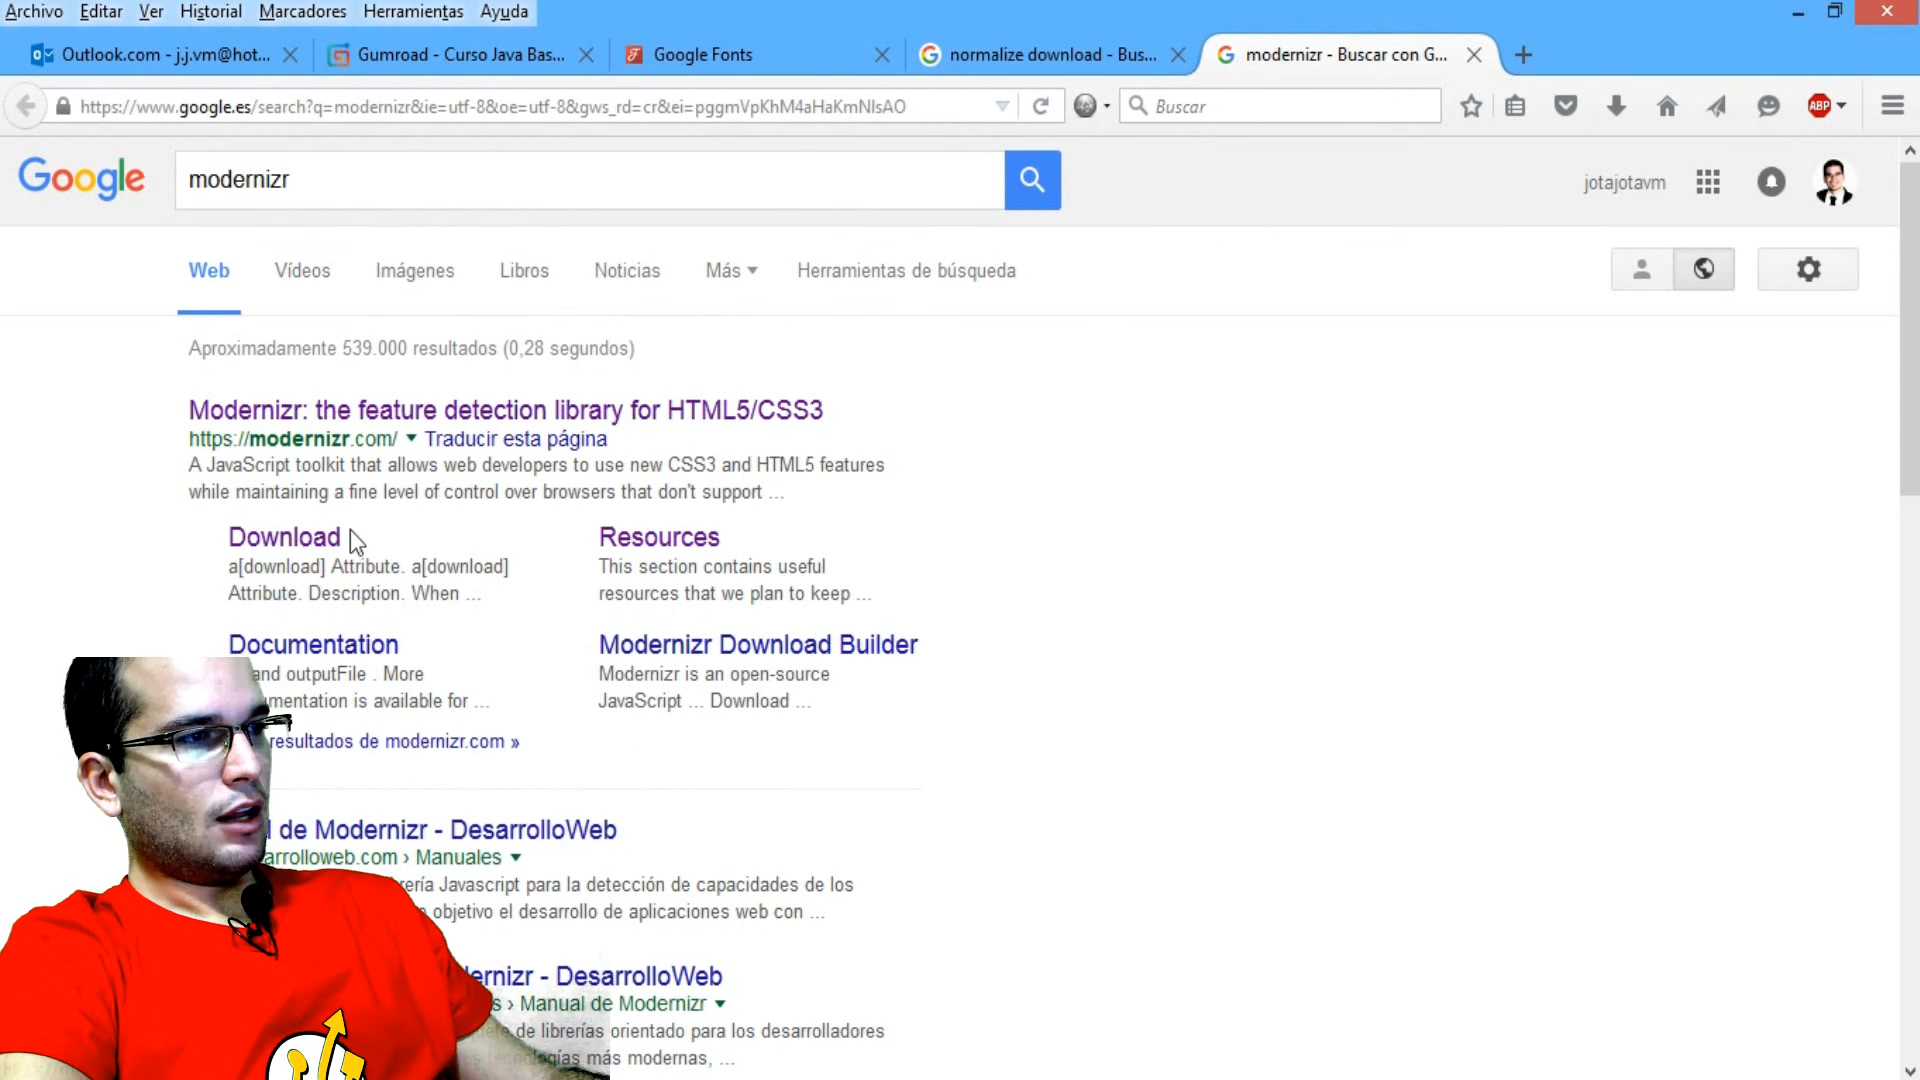 Archivo Editar Ver Historial Marcadores Herramientas Ayuda
Outlook.com - j.j.vm@hot... Gumroad - Curso Java Bas... Google Fonts normalize download - Bus... modernizr - Buscar con G...
https://www.google.es/search?q=modernizr&ie=utf-8&oe=utf-8&gws_rd=cr&ei=pggmVpKhM4aHaKmNlsAO Buscar ABP
Google modernizr jotajotavm
Web Vídeos Imágenes Libros Noticias Más Herramientas de búsqueda
Aproximadamente 539.000 resultados (0,28 segundos)
Modernizr: the feature detection library for HTML5/CSS3
https://modernizr.com/ Traducir esta página
A JavaScript toolkit that allows web developers to use new CSS3 and HTML5 features
while maintaining a fine level of control over browsers that don't support ...
Download
a[download] Attribute. a[download]
Attribute. Description. When ...
Resources
This section contains useful
resources that we plan to keep ...
Documentation
and outputFile . More
is available for ...
Modernizr Download Builder
Modernizr is an open-source
JavaScript ... Download ...
resultados de modernizr.com »
de Modernizr - DesarrolloWeb
› Manuales
Javascript para la detección de capacidades de los
objetivo el desarrollo de aplicaciones web con ...
- DesarrolloWeb
› Manual de Modernizr
de librerías orientado para los desarrolladores
más modernas, ...